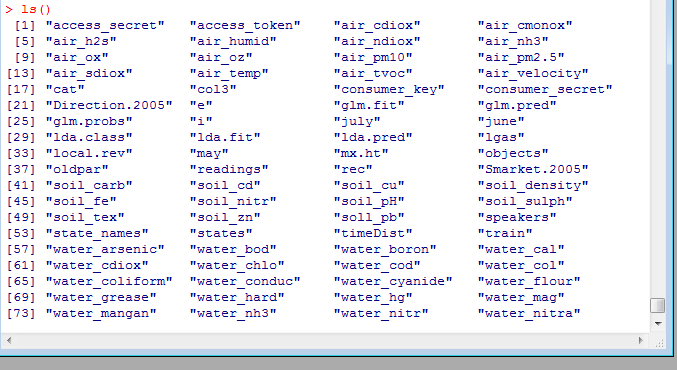 > ls()
[1] "access_secret" "access_token" "air_cdiox" "air_cmonox"
[5] "air_h2s" "air_humid" "air_ndiox" "air_nh3"
[9] "air_ox" "air_oz" "air_pm10" "air_pm2.5"
[13] "air_sdiox" "air_temp" "air_tvoc" "air_velocity"
[17] "cat" "col3" "consumer_key" "consumer_secret"
[21] "Direction.2005" "e" "glm.fit" "glm.pred"
[25] "glm.probs" "i" "july" "june"
[29] "lda.class" "lda.fit" "lda.pred" "lgas"
[33] "local.rev" "may" "mx.ht" "objects"
[37] "oldpar" "readings" "rec" "Smarket.2005"
[41] "soil_carb" "soil_cd" "soil_cu" "soil_density"
[45] "soil_fe" "soil_nitr" "soil_pH" "soil_sulph"
[49] "soil_tex" "soil_zn" "soll_pb" "speakers"
[53] "state_names" "states" "timeDist" "train"
[57] "water_arsenic" "water_bod" "water_boron" "water_cal"
[61] "water_cdiox" "water_chlo" "water_cod" "water_col"
[65] "water_coliform" "water_conduc" "water_cyanide" "water_flour"
[69] "water_grease" "water_hard" "water_hg" "water_mag"
[73] "water_mangan" "water_nh3" "water_nitr" "water_nitra"